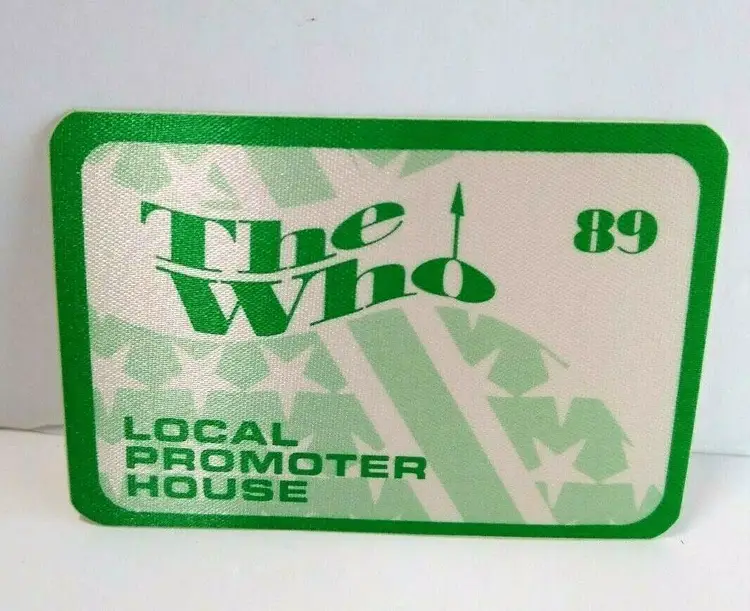 The
Who
89
LOCAL
PROMOTER
HOUSE